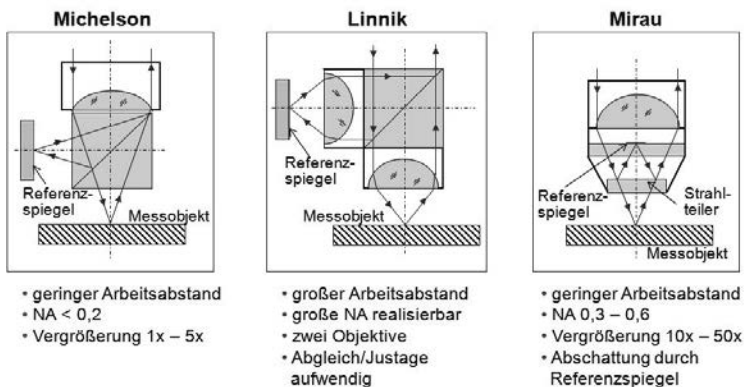 Michelson
Referenz-
spiegel
Messobjekt
• geringer Arbeitsabstand
• NA < 0,2
• Vergrößerung 1x – 5x
Linnik
Referenz-
spiegel
Messobjekt
• großer Arbeitsabstand
• große NA realisierbar
• zwei Objektive
• Abgleich/Justage
aufwendig
Mirau
Referenz-
spiegel
Strahl-
teiler
Messobjekt
• geringer Arbeitsabstand
• NA 0,3 – 0,6
• Vergrößerung 10x – 50x
• Abschattung durch
Referenzspiegel